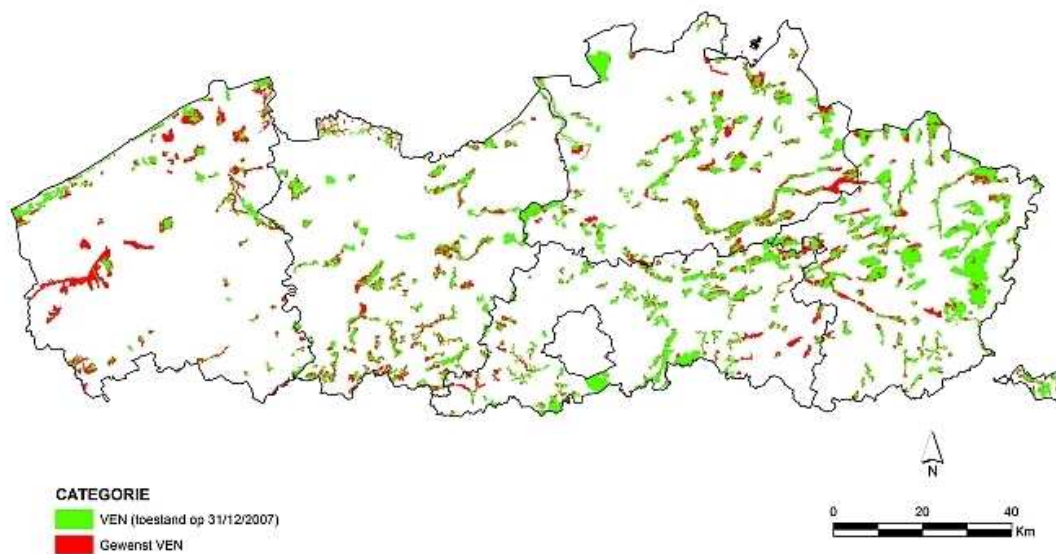 N
CATEGORIE
VEN (toestand op 31/12/2007)
Gewenst VEN
0 20 40
Km